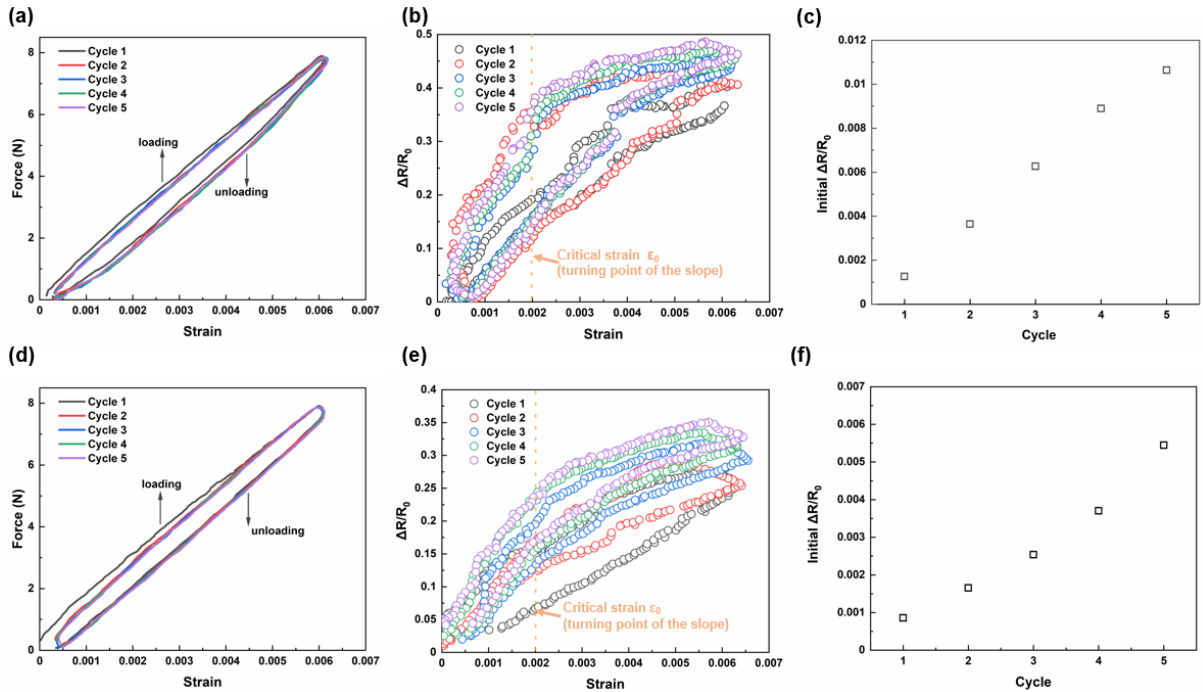 (a)
Force (N)
8
6
4
2
0
Cycle 1
Cycle 2
Cycle 3
Cycle 4
Cycle 5
loading
unloading
0 0.001 0.002 0.003 0.004 0.005 0.006 0.007
Strain
(b)
ΔR/R₀
0.5
0.4
0.3
0.2
0.1
0
Cycle 1
Cycle 2
Cycle 3
Cycle 4
Cycle 5
Critical strain ε₀
(turning point of the slope)
0 0.001 0.002 0.003 0.004 0.005 0.006 0.007
Strain
(c)
Initial ΔR/R₀
0.012
0.01
0.008
0.006
0.004
0.002
0
1 2 3 4 5
Cycle
(d)
Force (N)
8
6
4
2
0
Cycle 1
Cycle 2
Cycle 3
Cycle 4
Cycle 5
loading
unloading
0 0.001 0.002 0.003 0.004 0.005 0.006 0.007
Strain
(e)
ΔR/R₀
0.4
0.35
0.3
0.25
0.2
0.15
0.1
0.05
0
Cycle 1
Cycle 2
Cycle 3
Cycle 4
Cycle 5
Critical strain ε₀
(turning point of the slope)
0 0.001 0.002 0.003 0.004 0.005 0.006 0.007
Strain
(f)
Initial ΔR/R₀
0.007
0.006
0.005
0.004
0.003
0.002
0.001
0
1 2 3 4 5
Cycle